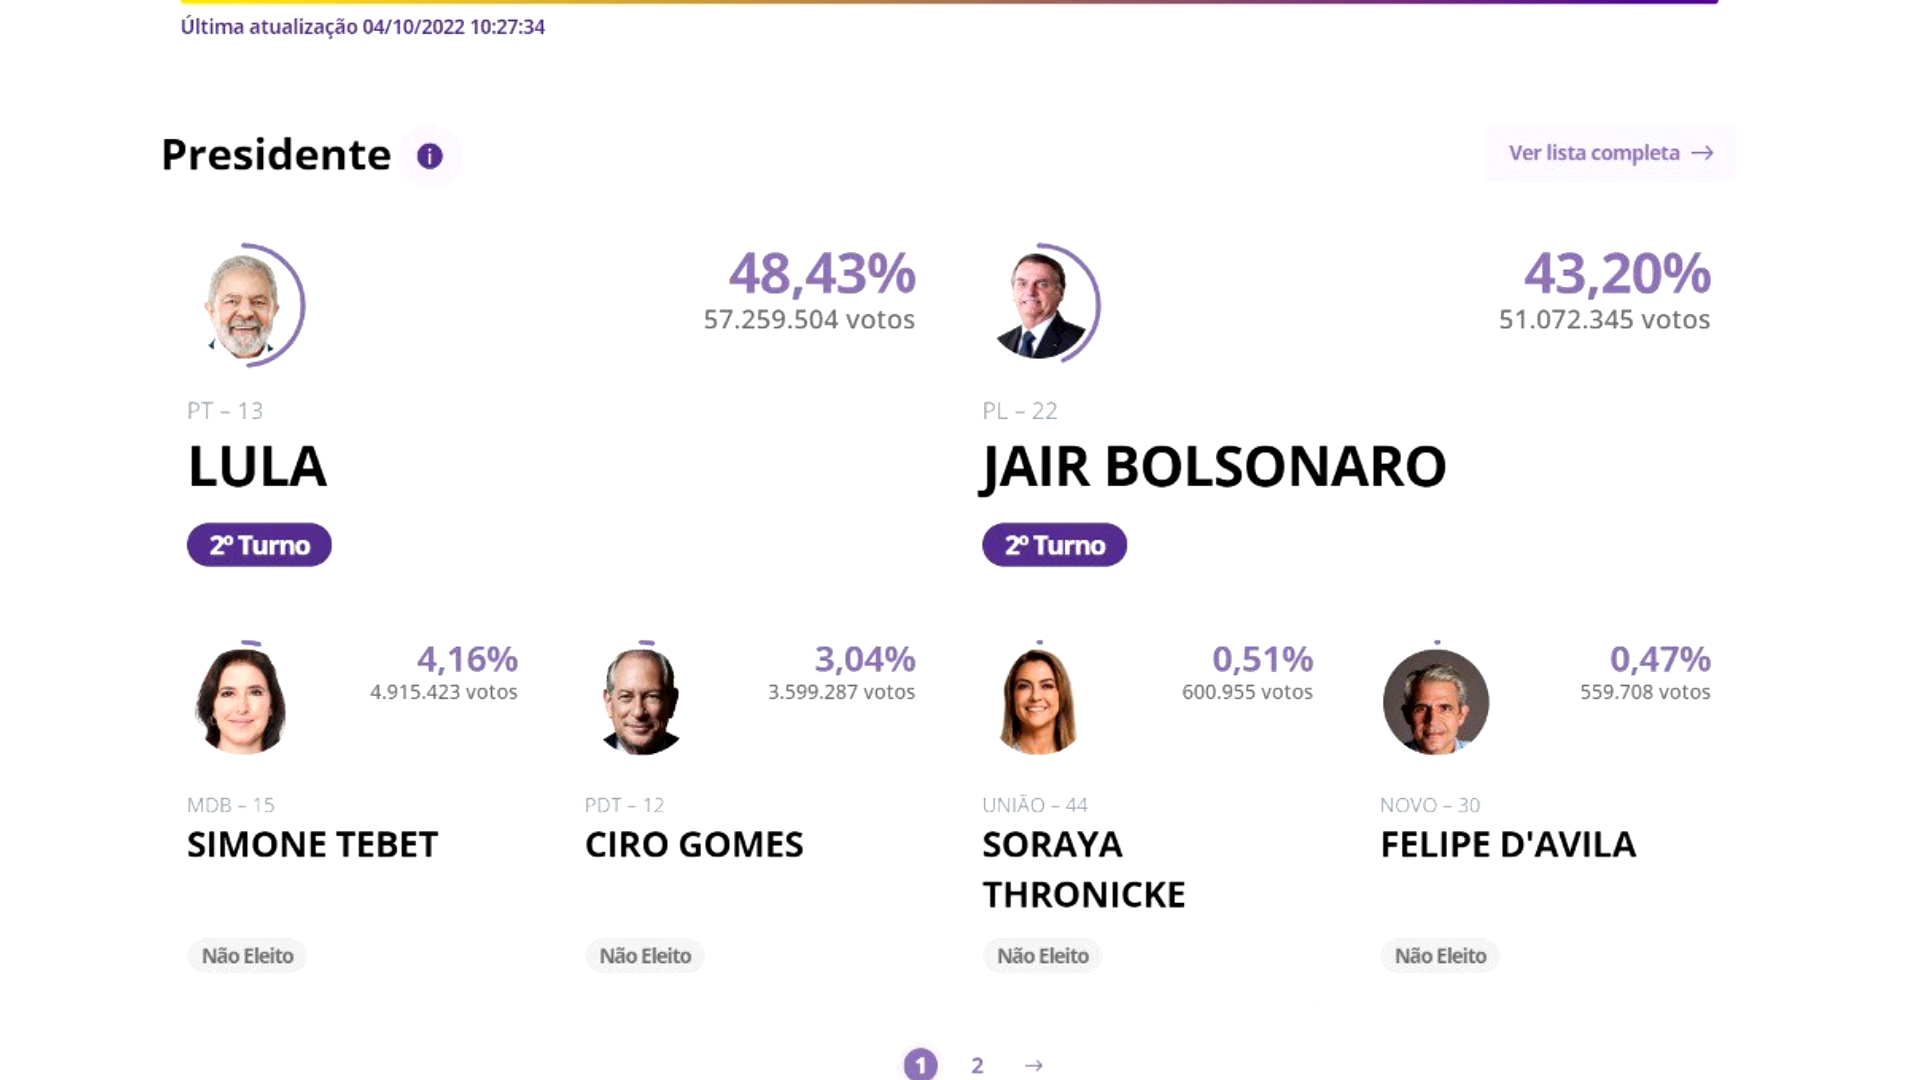 Última atualização 04/10/2022 10:27:34
Presidente
Ver lista completa →
48,43%
57.259.504 votos
PT – 13
LULA
2º Turno
43,20%
51.072.345 votos
PL – 22
JAIR BOLSONARO
2º Turno
4,16%
4.915.423 votos
MDB – 15
SIMONE TEBET
Não Eleito
3,04%
3.599.287 votos
PDT – 12
CIRO GOMES
Não Eleito
0,51%
600.955 votos
UNIÃO – 44
SORAYA
THRONICKE
Não Eleito
0,47%
559.708 votos
NOVO – 30
FELIPE D'AVILA
Não Eleito
1 2 →